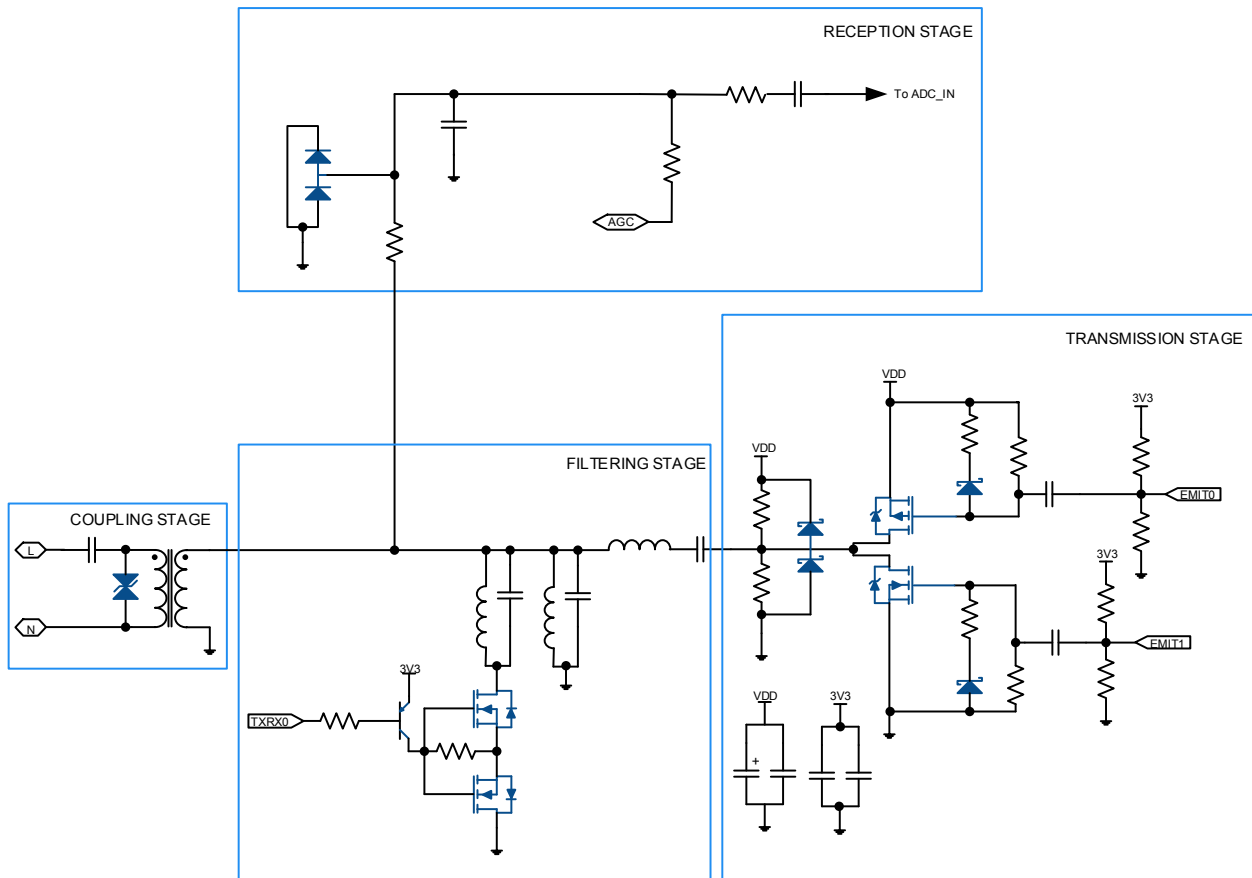 RECEPTION STAGE
To ADC_IN
AGC
TRANSMISSION STAGE
VDD
3V3
VDD
EMIT0
FILTERING STAGE
COUPLING STAGE
L
3V3
N
EMIT1
3V3
TXRX0
VDD
3V3
+